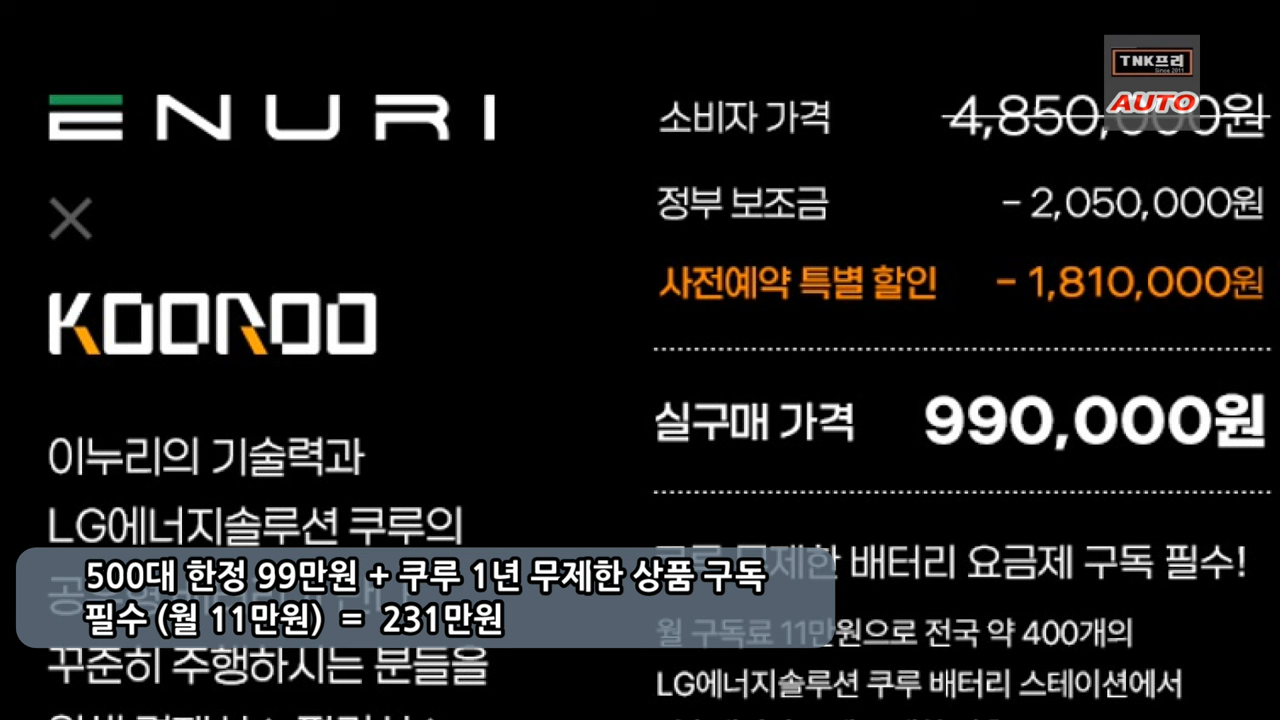 TNK프리
Since 2011
AUTO
ENURI
×
KOOROO
이누리의 기술력과
LG에너지솔루션 쿠루의
꾸준히 주행하시는 분들을
소비자 가격 4,850,000원
정부 보조금 - 2,050,000원
사전예약 특별 할인 - 1,810,000원
실구매 가격 990,000원
쿠루 무제한 배터리 요금제 구독 필수!
월 구독료 11만원으로 전국 약 400개의
LG에너지솔루션 쿠루 배터리 스테이션에서
500대 한정 99만원 + 쿠루 1년 무제한 상품 구독
필수 (월 11만원) = 231만원